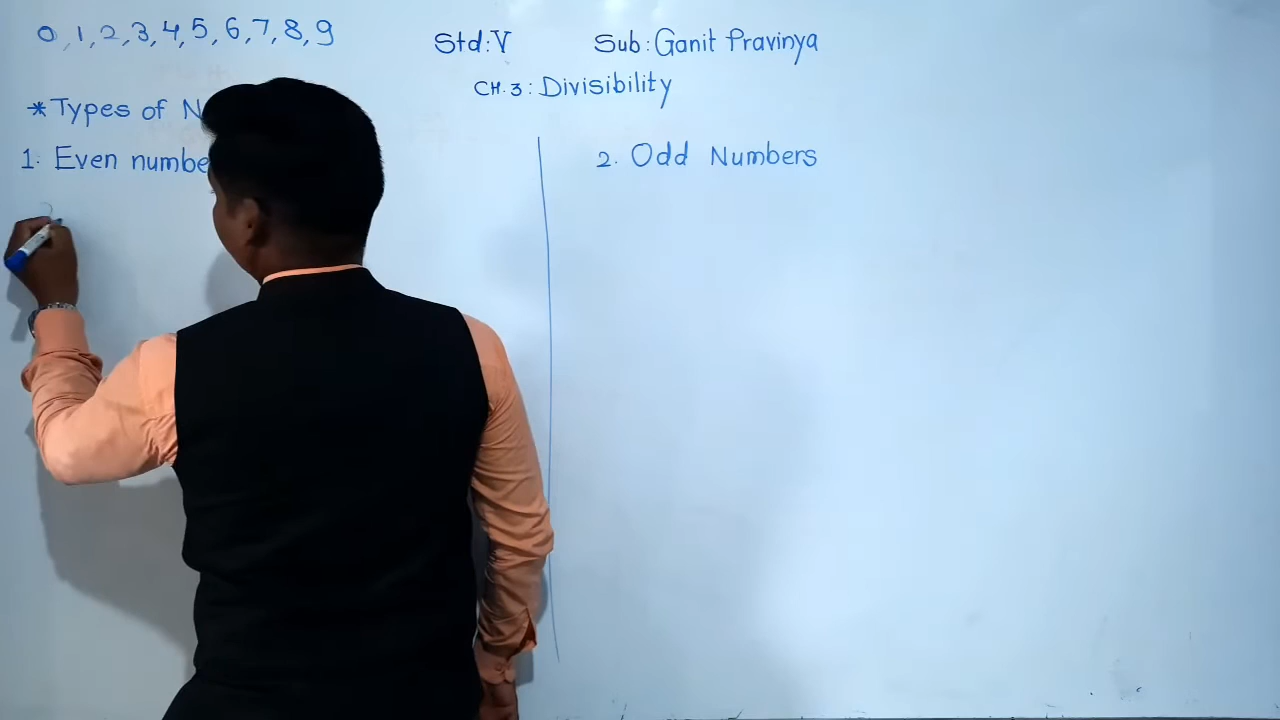 0, 1, 2, 3, 4, 5, 6, 7, 8, 9
Std: V Sub: Ganit Pravinya
CH. 3: Divisibility
* Types of
1. Even
2. Odd Numbers